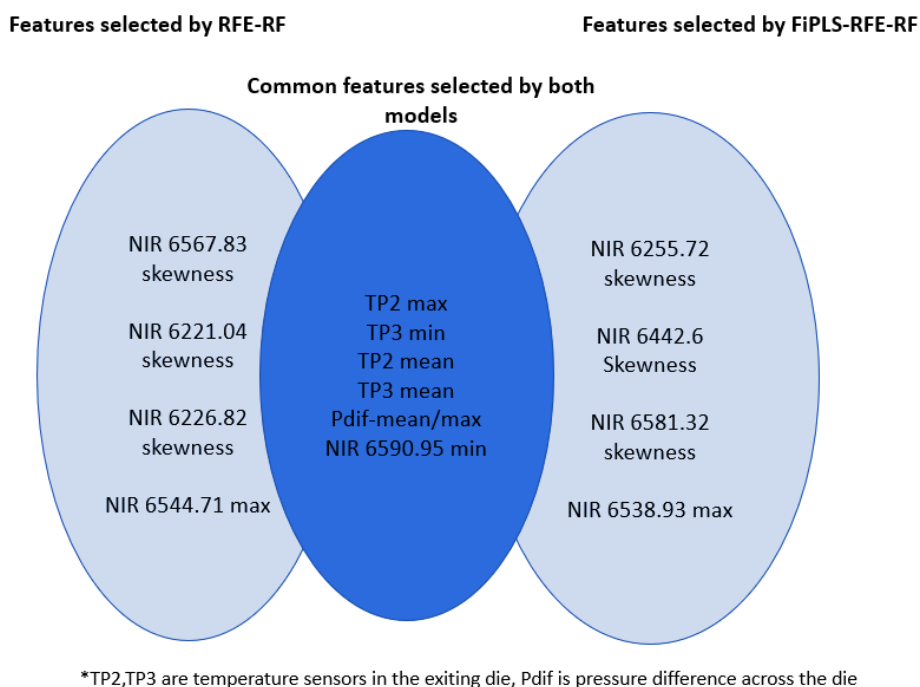 Features selected by RFE-RF
Features selected by FiPLS-RFE-RF
Common features selected by both
models
NIR 6567.83
skewness
NIR 6221.04
skewness
NIR 6226.82
skewness
NIR 6544.71 max
TP2 max
TP3 min
TP2 mean
TP3 mean
Pdif-mean/max
NIR 6590.95 min
NIR 6255.72
skewness
NIR 6442.6
Skewness
NIR 6581.32
skewness
NIR 6538.93 max
*TP2,TP3 are temperature sensors in the exiting die, Pdif is pressure difference across the die